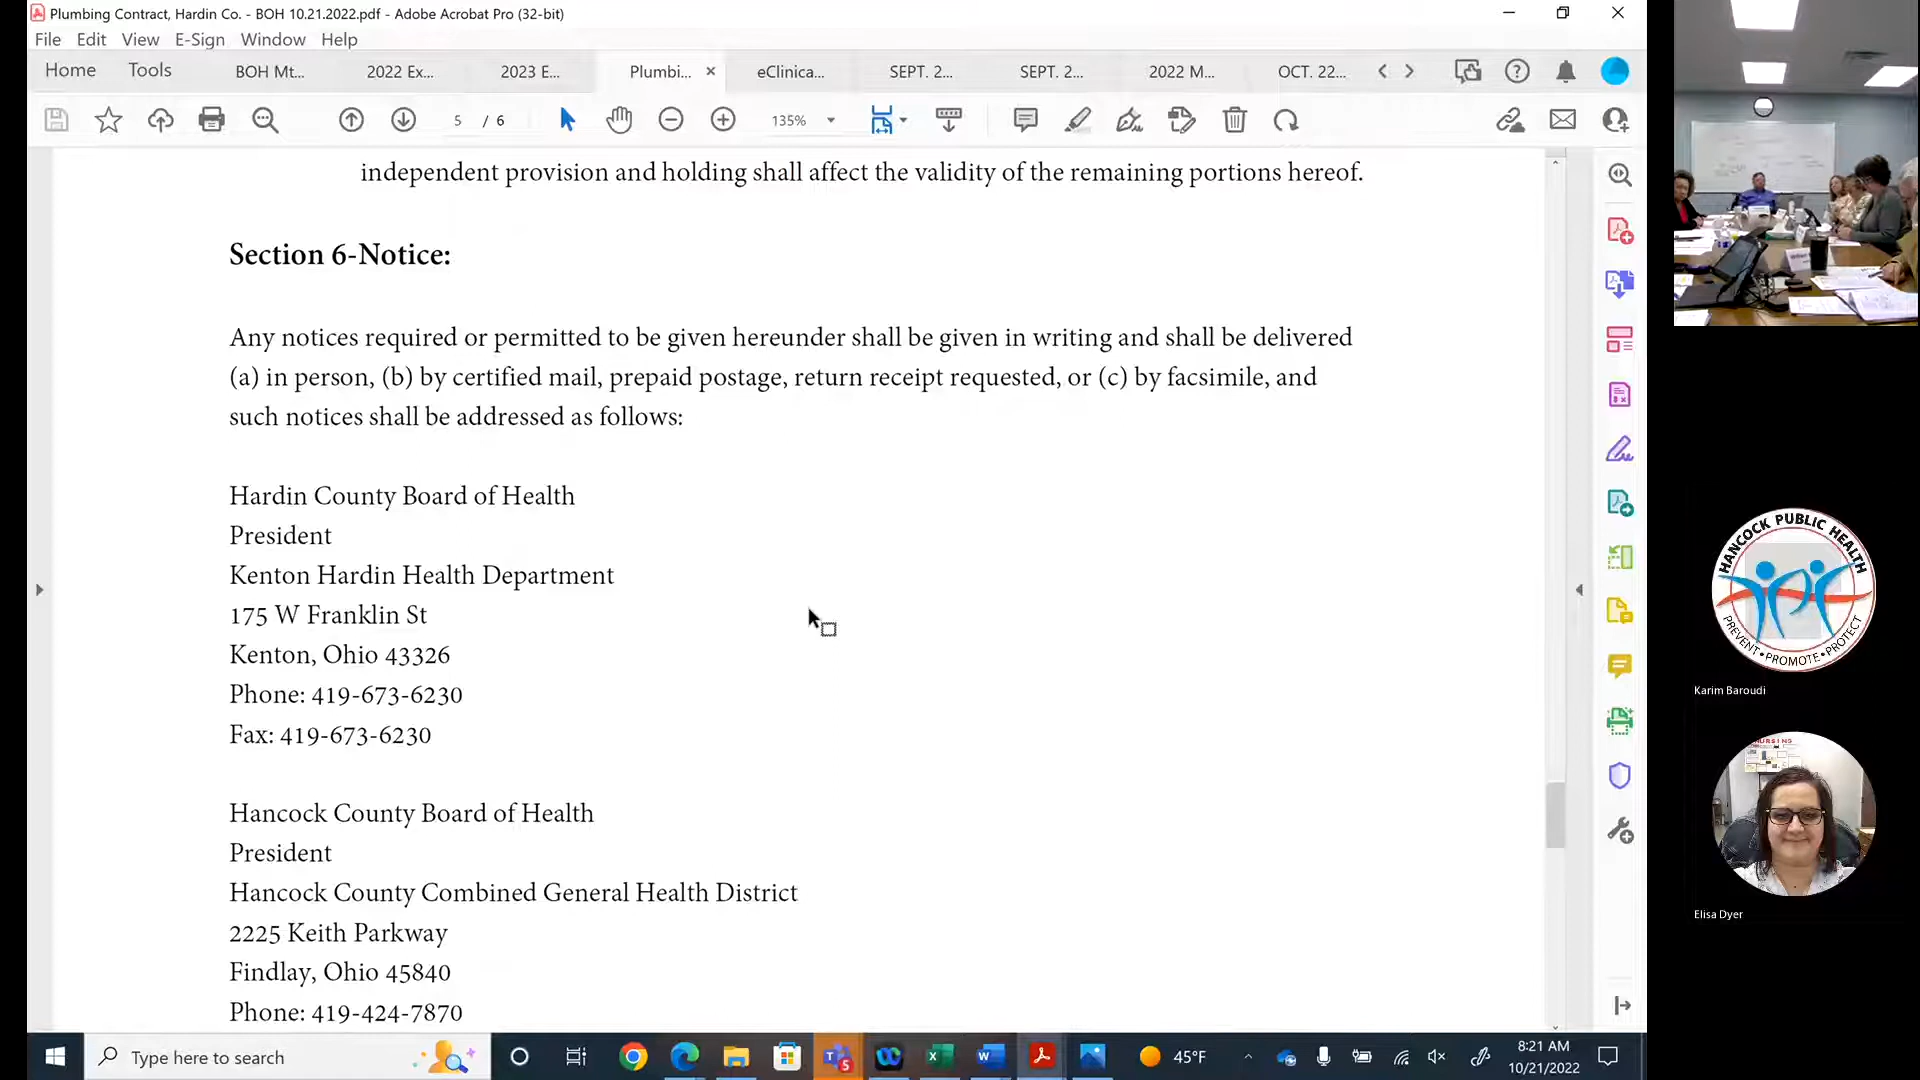 Plumbing Contract, Hardin Co. - BOH 10.21.2022.pdf - Adobe Acrobat Pro (32-bit)
File Edit View E-Sign Window Help
Home Tools BOH Mt... 2022 Ex... 2023 E... Plumbi... eClinica... SEPT. 2... SEPT. 2... 2022 M... OCT. 22...
5 / 6 135%
independent provision and holding shall affect the validity of the remaining portions hereof.
Section 6-Notice:
Any notices required or permitted to be given hereunder shall be given in writing and shall be delivered
(a) in person, (b) by certified mail, prepaid postage, return receipt requested, or (c) by facsimile, and
such notices shall be addressed as follows:
Hardin County Board of Health
President
Kenton Hardin Health Department
175 W Franklin St
Kenton, Ohio 43326
Phone: 419-673-6230
Fax: 419-673-6230
Hancock County Board of Health
President
Hancock County Combined General Health District
2225 Keith Parkway
Findlay, Ohio 45840
Phone: 419-424-7870
HANCOCK PUBLIC HEALTH
PREVENT • PROMOTE • PROTECT
Karim Baroudi
Elisa Dyer
Type here to search
5
45°F
8:21 AM
10/21/2022